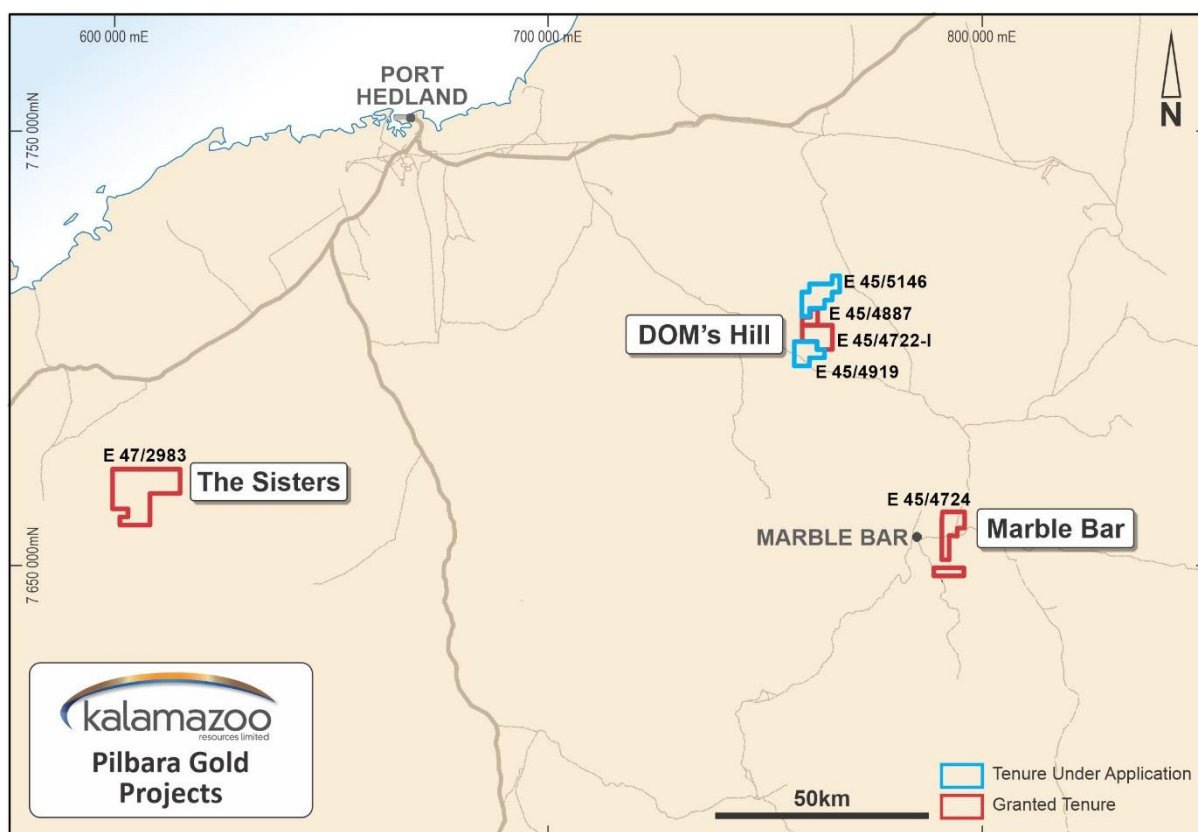 600 000 mE
700 000 mE
800 000 mE
7 750 000mN
7 650 000mN
N
PORT
HEDLAND
E 45/5146
E 45/4887
DOM's Hill
E 45/4722-I
E 45/4919
E 47/2983
The Sisters
E 45/4724
MARBLE BAR
Marble Bar
kalamazoo
resources limited
Pilbara Gold
Projects
50km
Tenure Under Application
Granted Tenure